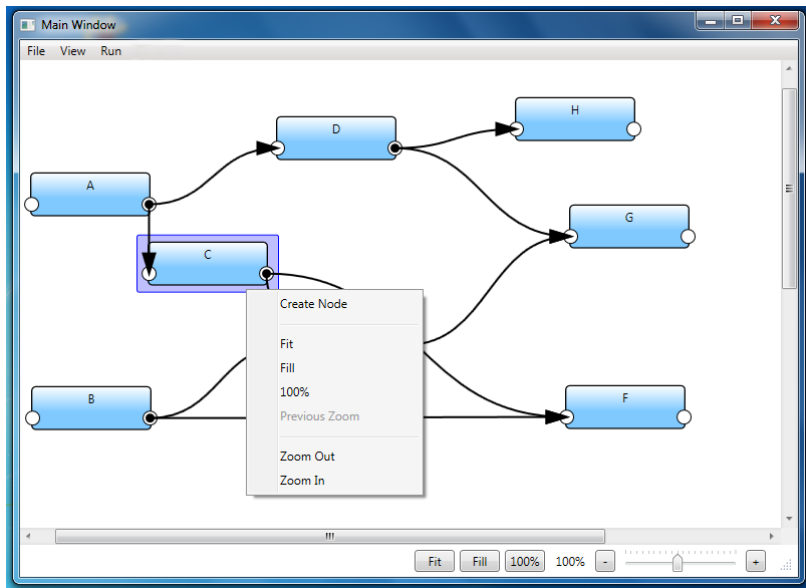 Main Window
File View Run
H
D
A
G
C
Create Node
Fit
Fill
100%
Previous Zoom
Zoom Out
Zoom In
B
F
Fit Fill 100% 100% - +